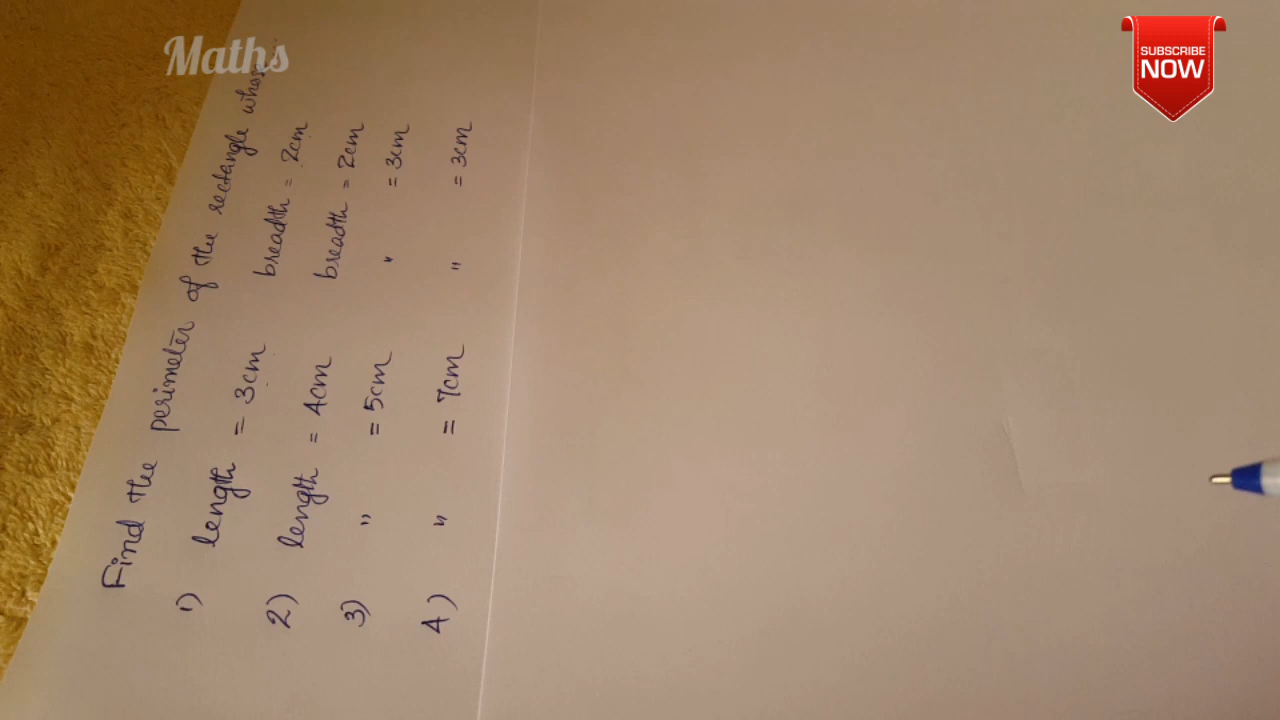 Maths
SUBSCRIBE
NOW
Find the perimeter of the rectangle whose
1) length = 3cm breadth = 2cm
2) length = 4cm breadth = 2cm
3) " = 5cm " = 3cm
4) " = 7cm " = 3cm